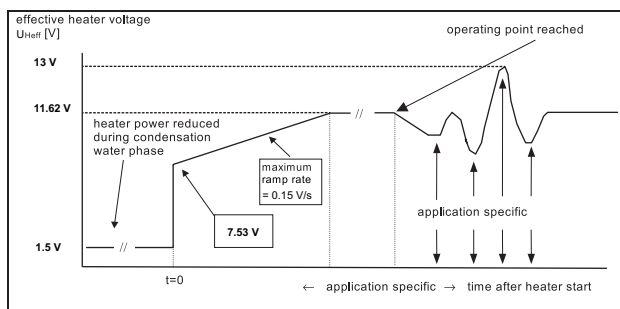 effective heater voltage
UHeff [V]
operating point reached
13 V
11.62 V
heater power reduced
during condensation
water phase
//
maximum
ramp rate
= 0.15 V/s
7.53 V
application specific
1.5 V
//
t=0
← application specific → time after heater start